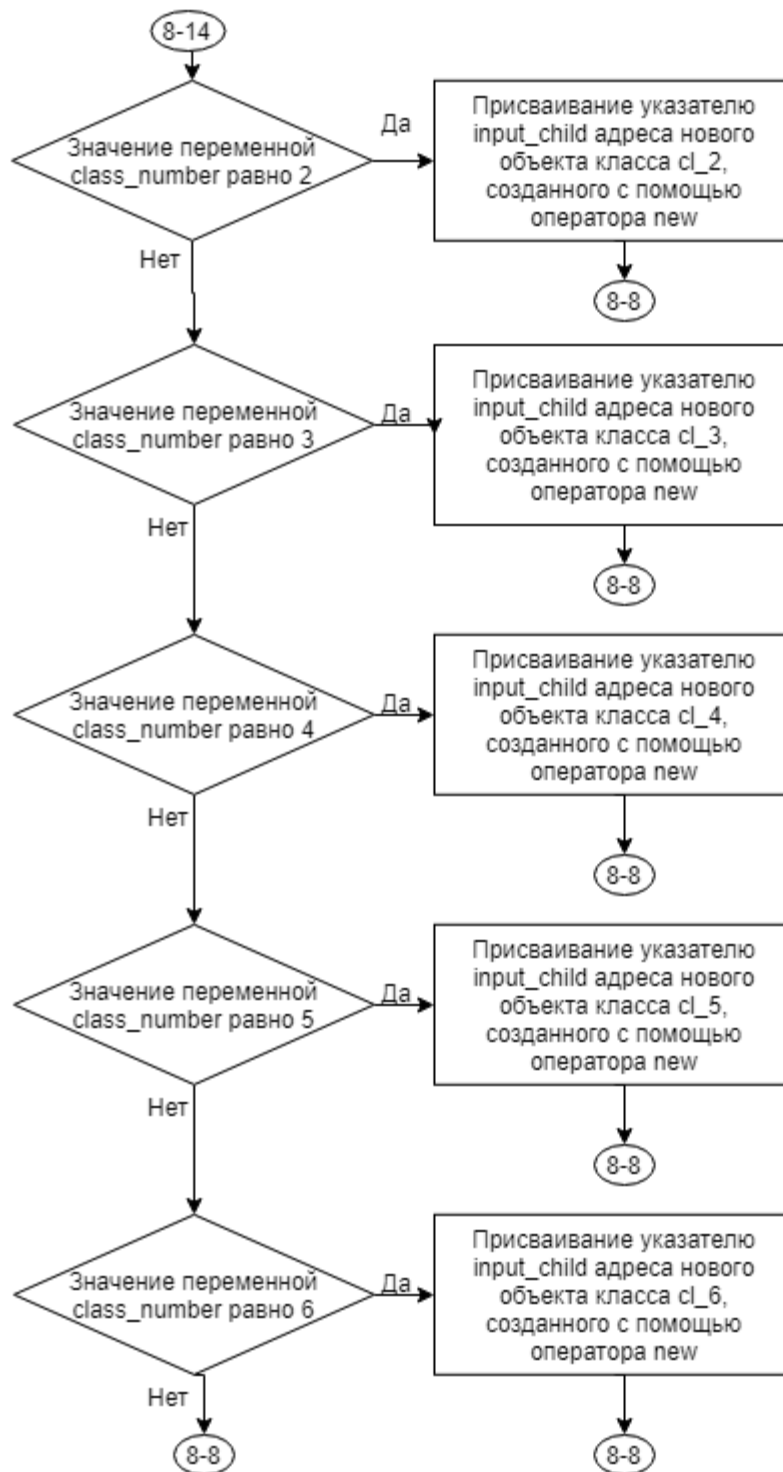 8-14
Значение переменной
class_number равно 2
Да
Присваивание указателю
input_child адреса нового
объекта класса cl_2,
созданного с помощью
оператора new
Нет
8-8
Значение переменной
class_number равно 3
Да
Присваивание указателю
input_child адреса нового
объекта класса cl_3,
созданного с помощью
оператора new
Нет
8-8
Значение переменной
class_number равно 4
Да
Присваивание указателю
input_child адреса нового
объекта класса cl_4,
созданного с помощью
оператора new
Нет
8-8
Значение переменной
class_number равно 5
Да
Присваивание указателю
input_child адреса нового
объекта класса cl_5,
созданного с помощью
оператора new
Нет
8-8
Значение переменной
class_number равно 6
Да
Присваивание указателю
input_child адреса нового
объекта класса cl_6,
созданного с помощью
оператора new
Нет
8-8
8-8